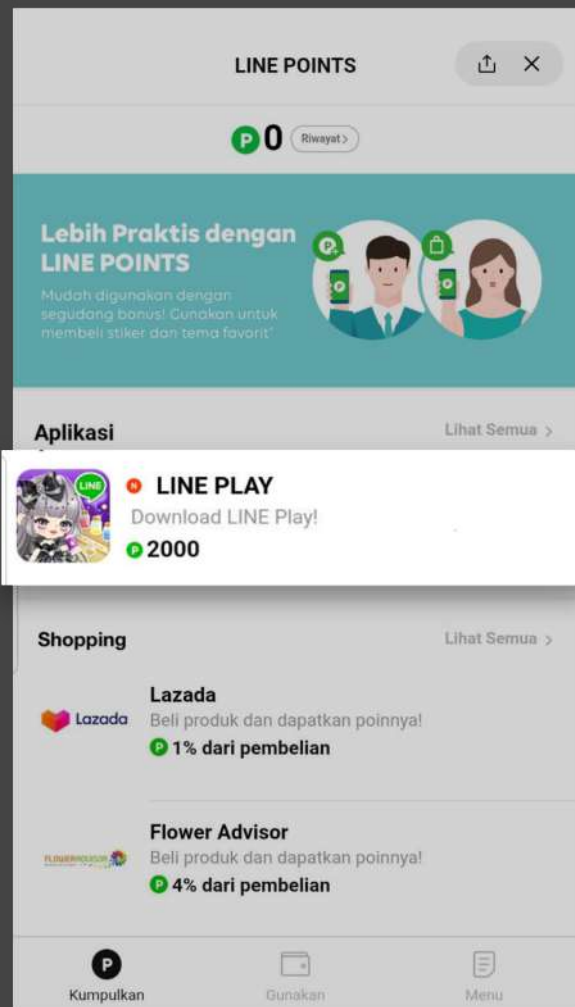 LINE POINTS
P 0 Riwayat >
Lebih Praktis dengan
LINE POINTS
Mudah digunakan dengan
segudang bonus! Gunakan untuk
membeli stiker dan tema favorit*
Aplikasi
Lihat Semua >
LINE
N LINE PLAY
Download LINE Play!
P 2000
Shopping
Lihat Semua >
Lazada
Lazada
Beli produk dan dapatkan poinnya!
P 1% dari pembelian
FLOWERADVISOR
Flower Advisor
Beli produk dan dapatkan poinnya!
P 4% dari pembelian
P
Kumpulkan
Gunakan
Menu